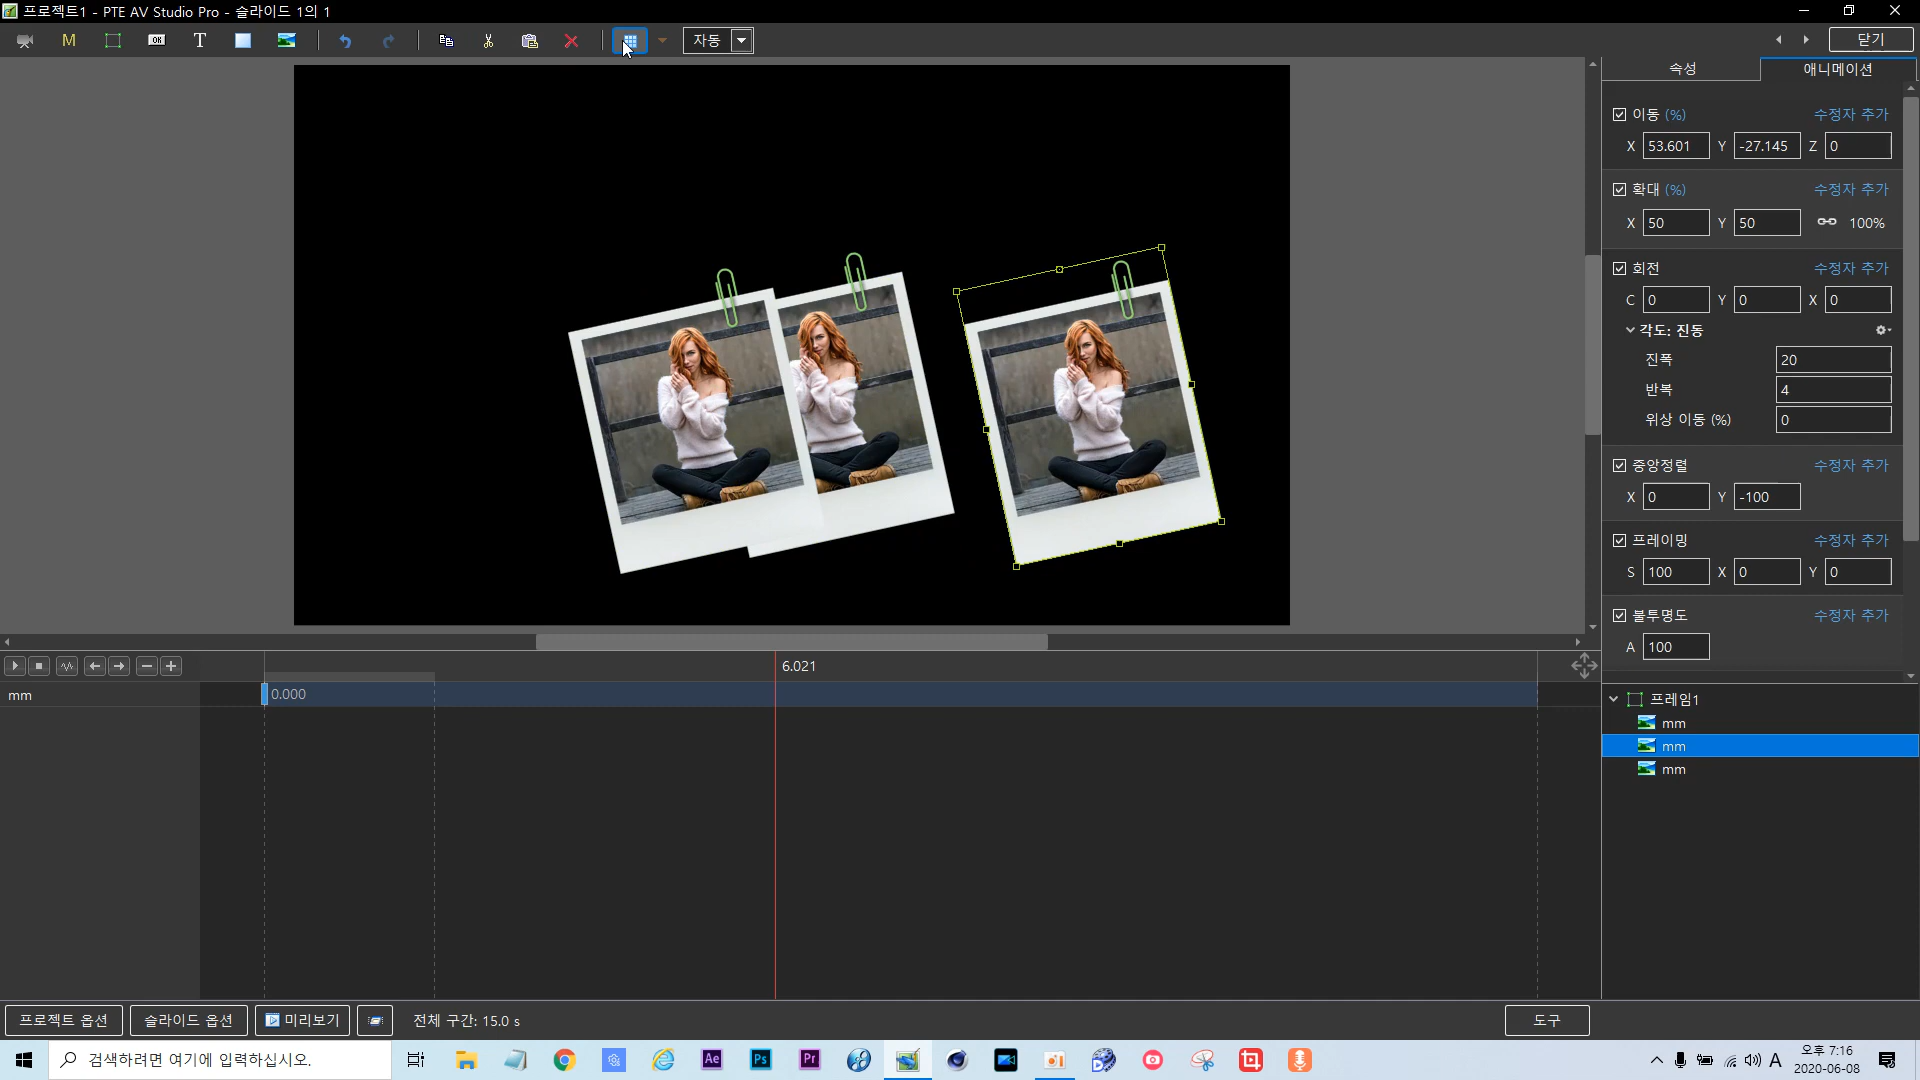 프로젝트1 - PTE AV Studio Pro - 슬라이드 1의 1
M OK T 자동 닫기
속성 애니메이션
이동 (%) 수정자 추가
X 53.601 Y -27.145 Z 0
확대 (%) 수정자 추가
X 50 Y 50 100%
회전 수정자 추가
C 0 Y 0 X 0
각도: 진동
진폭 20
반복 4
위상 이동 (%) 0
중앙정렬 수정자 추가
X 0 Y -100
프레이밍 수정자 추가
S 100 X 0 Y 0
불투명도 수정자 추가
A 100
6.021
mm 0.000
프레임1
mm
mm
mm
프로젝트 옵션 슬라이드 옵션 미리보기 전체 구간: 15.0 s 도구
검색하려면 여기에 입력하십시오.
Ae Ps Pr
A 오후 7:16
2020-06-08